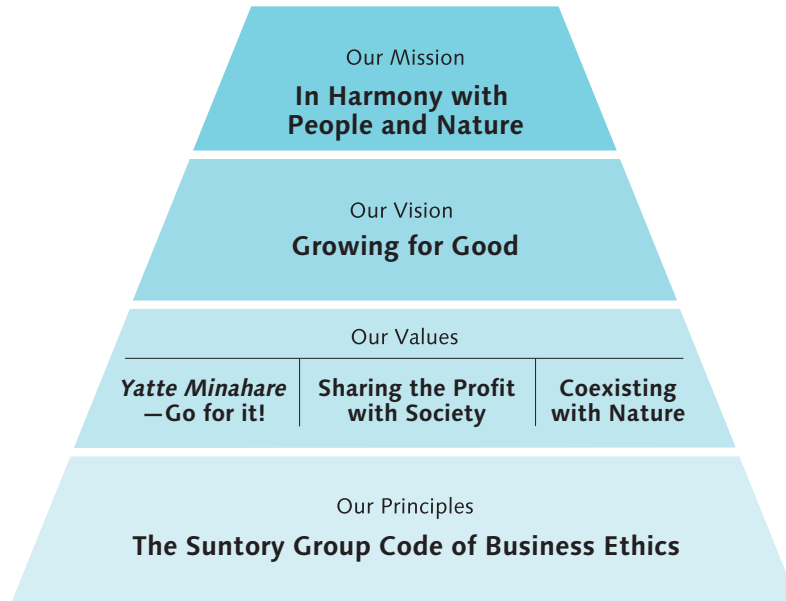 Our Mission
In Harmony with
People and Nature
Our Vision
Growing for Good
Our Values
Yatte Minahare
—Go for it!
Sharing the Profit
with Society
Coexisting
with Nature
Our Principles
The Suntory Group Code of Business Ethics